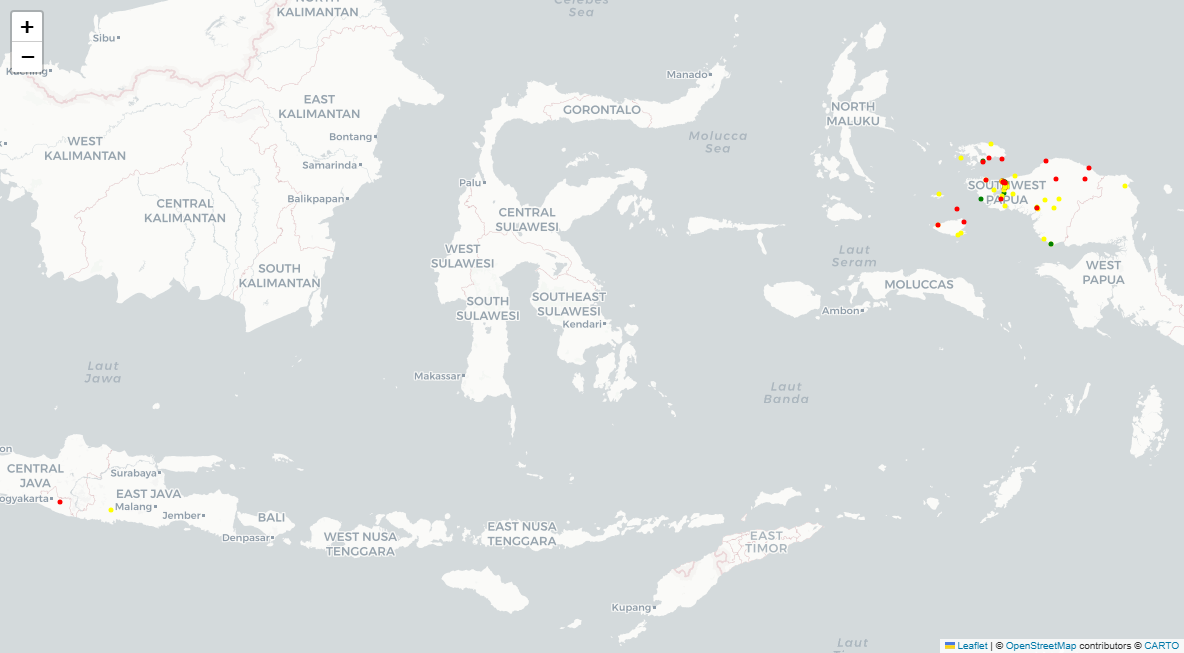 Celebes
Sea
NORTH
KALIMANTAN
+
−
Sibu
Kuching
Manado
EAST
KALIMANTAN
GORONTALO
NORTH
MALUKU
Molucca
Sea
Bontang
WEST
KALIMANTAN
Samarinda
Palu
SOUTHWEST
PAPUA
Balikpapan
CENTRAL
KALIMANTAN
CENTRAL
SULAWESI
WEST
SULAWESI
Laut
Seram
SOUTH
KALIMANTAN
WEST
PAPUA
MOLUCCAS
SOUTH
SULAWESI
SOUTHEAST
SULAWESI
Kendari
Ambon
Laut
Jawa
Makassar
Laut
Banda
on
CENTRAL
JAVA
Surabaya
ogyakarta
EAST JAVA
Malang
Jember
BALI
Denpasar
WEST NUSA
TENGGARA
EAST NUSA
TENGGARA
EAST
TIMOR
Kupang
Laut
Leaflet | © OpenStreetMap contributors © CARTO